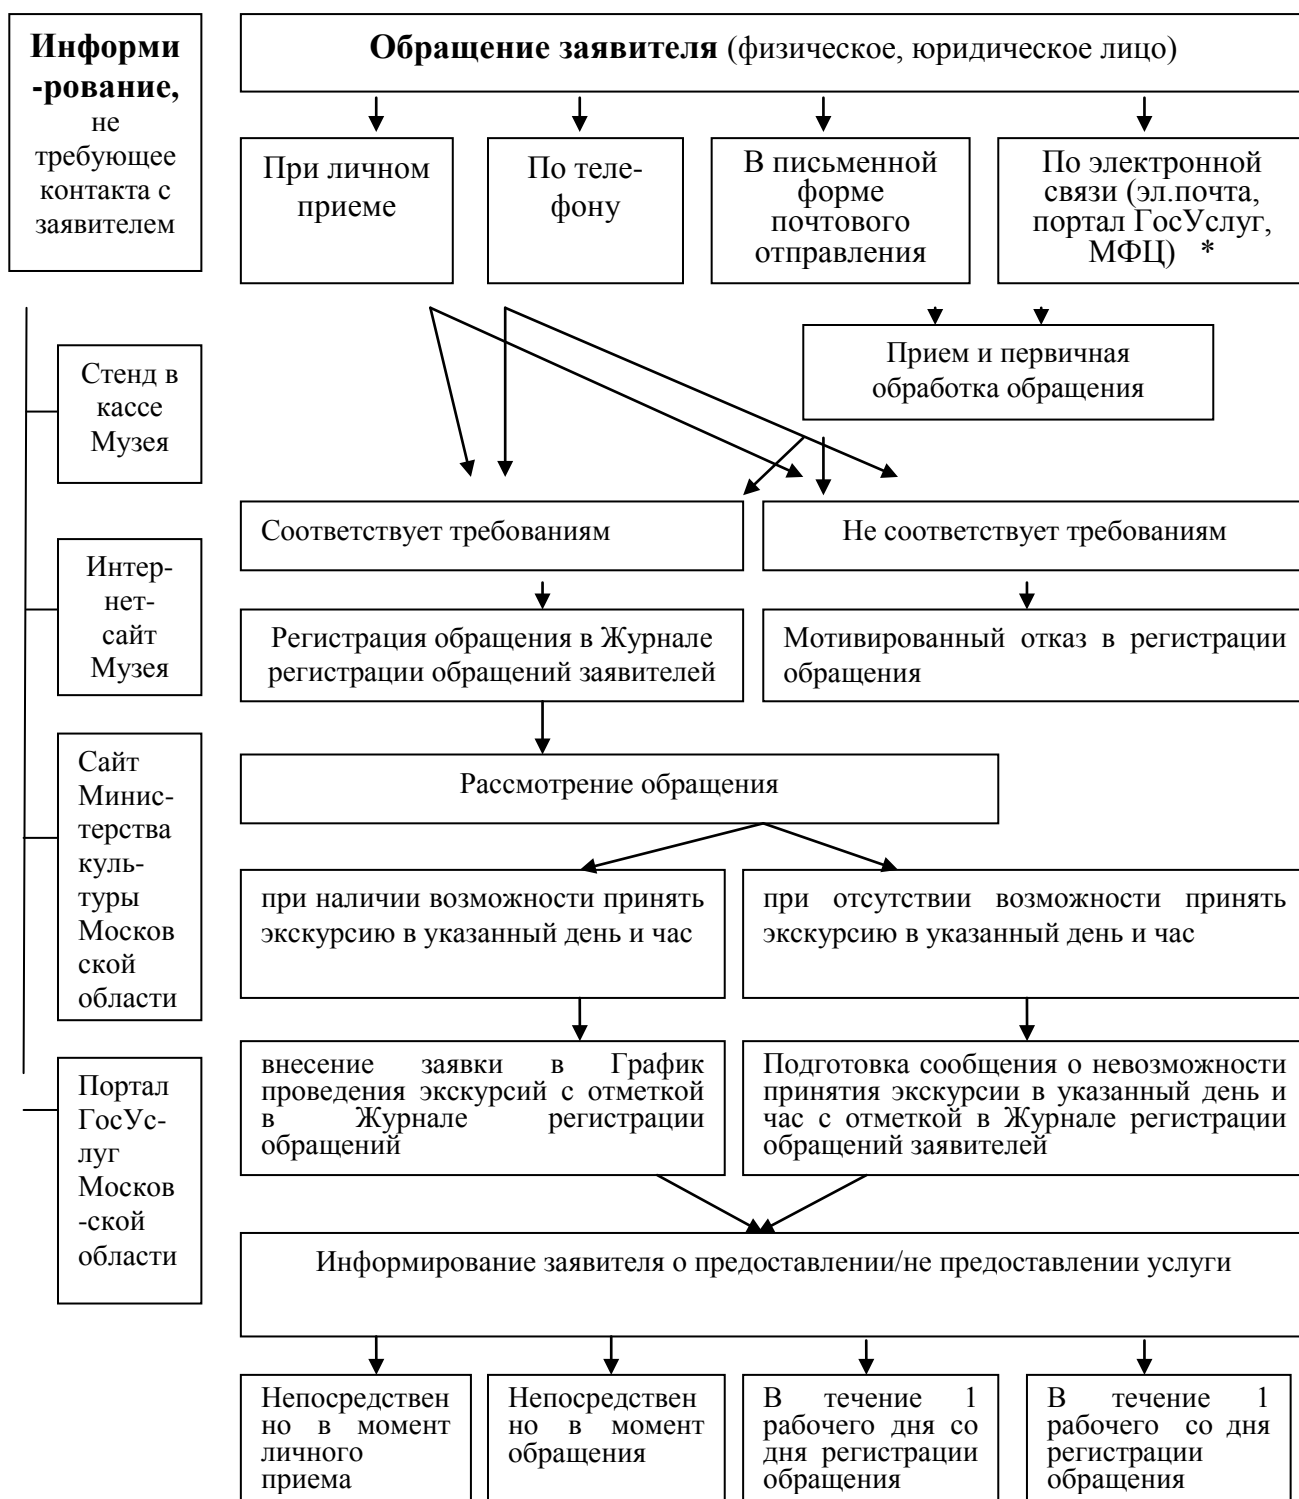 Информи
-рование,
не
требующее
контакта с
заявителем
Обращение заявителя (физическое, юридическое лицо)
При личном
приеме
По теле-
фону
В письменной
форме
почтового
отправления
По электронной
связи (эл.почта,
портал ГосУслуг,
МФЦ) *
Прием и первичная
обработка обращения
Стенд в
кассе
Музея
Интер-
нет-
сайт
Музея
Сайт
Минис-
терства
куль-
туры
Москов
ской
области
Портал
ГосУс-
луг
Москов
-ской
области
Соответствует требованиям
Не соответствует требованиям
Регистрация обращения в Журнале
регистрации обращений заявителей
Мотивированный отказ в регистрации
обращения
Рассмотрение обращения
при наличии возможности принять
экскурсию в указанный день и час
при отсутствии возможности принять
экскурсию в указанный день и час
внесение заявки в График
проведения экскурсий с отметкой
в Журнале регистрации
обращений
Подготовка сообщения о невозможности
принятия экскурсии в указанный день и
час с отметкой в Журнале регистрации
обращений заявителей
Информирование заявителя о предоставлении/не предоставлении услуги
Непосредствен
но в момент
личного
приема
Непосредствен
но в момент
обращения
В течение 1
рабочего дня со
дня регистрации
обращения
В течение 1
рабочего со дня
регистрации
обращения